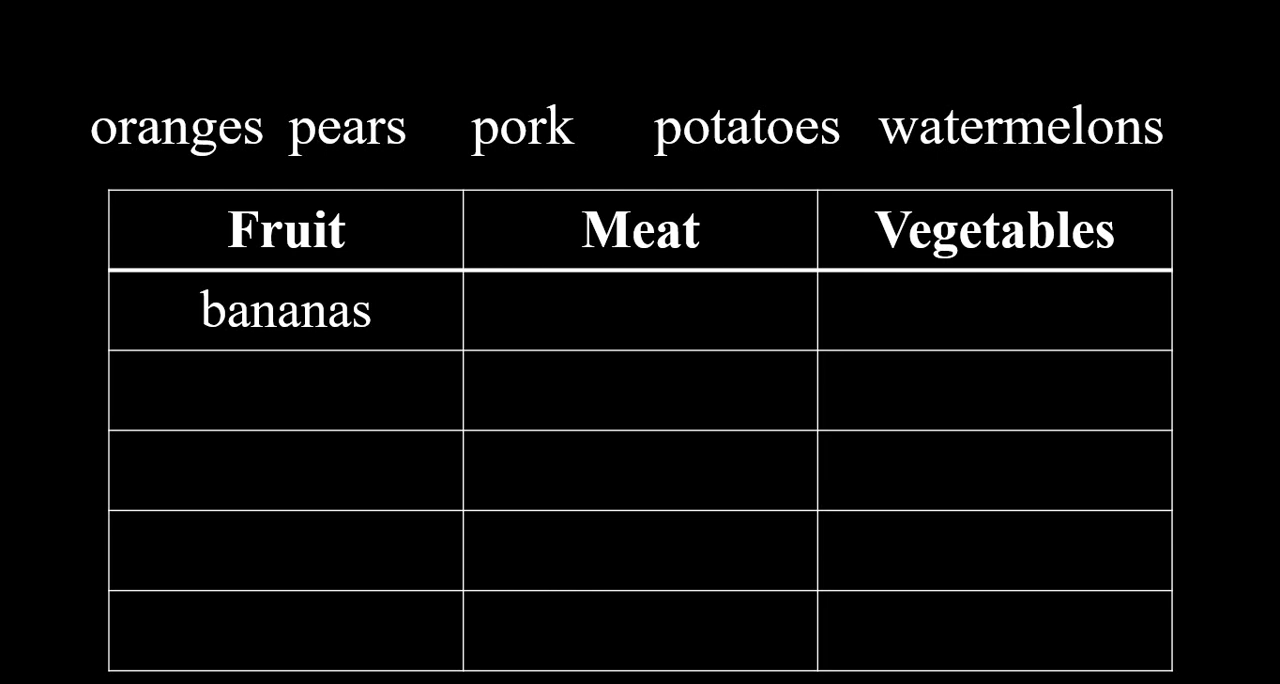 oranges pears pork potatoes watermelons
Fruit Meat Vegetables
bananas